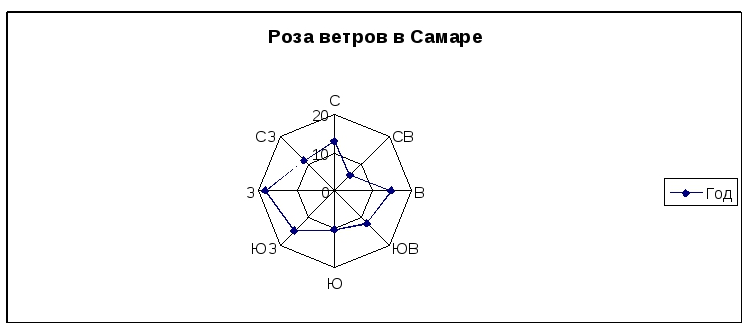 Роза ветров в Самаре
С
20
СЗ
СВ
10
З
0
В
Год
ЮЗ
ЮВ
Ю